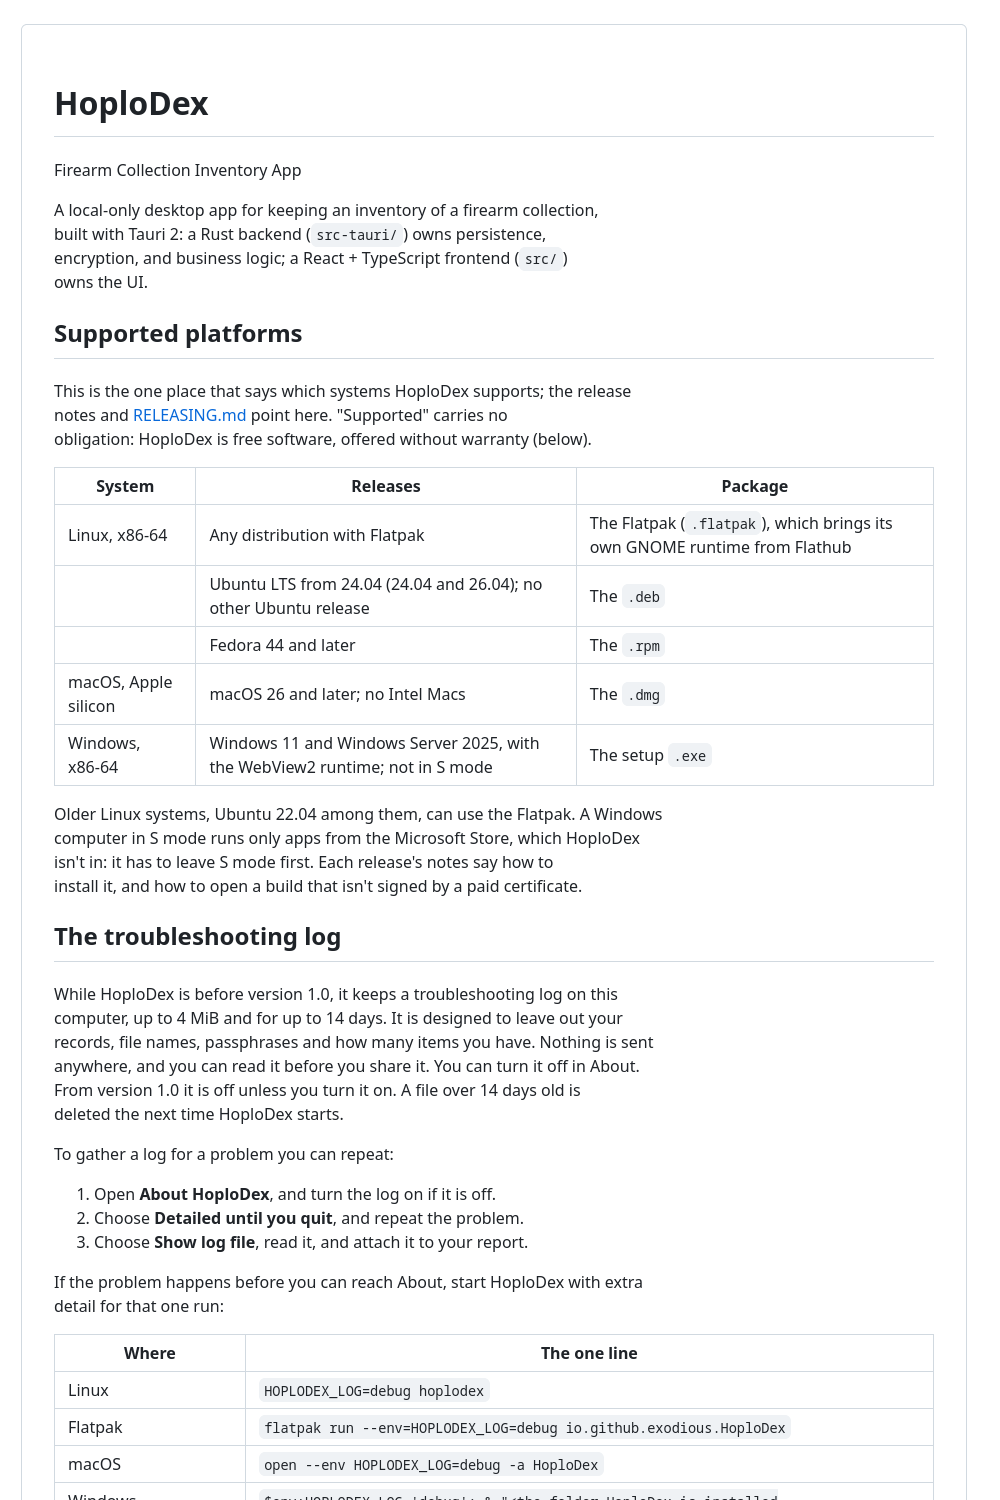 HoploDex
Firearm Collection Inventory App
A local-only desktop app for keeping an inventory of a firearm collection,
built with Tauri 2: a Rust backend (src-tauri/) owns persistence,
encryption, and business logic; a React + TypeScript frontend (src/)
owns the UI.
Supported platforms
This is the one place that says which systems HoploDex supports; the release
notes and RELEASING.md point here. "Supported" carries no
obligation: HoploDex is free software, offered without warranty (below).
System Releases Package
Linux, x86-64 Any distribution with Flatpak The Flatpak (.flatpak), which brings its
own GNOME runtime from Flathub
Ubuntu LTS from 24.04 (24.04 and 26.04); no
other Ubuntu release
The .deb
Fedora 44 and later The .rpm
macOS, Apple
silicon
macOS 26 and later; no Intel Macs The .dmg
Windows,
x86-64
Windows 11 and Windows Server 2025, with
the WebView2 runtime; not in S mode
The setup .exe
Older Linux systems, Ubuntu 22.04 among them, can use the Flatpak. A Windows
computer in S mode runs only apps from the Microsoft Store, which HoploDex
isn't in: it has to leave S mode first. Each release's notes say how to
install it, and how to open a build that isn't signed by a paid certificate.
The troubleshooting log
While HoploDex is before version 1.0, it keeps a troubleshooting log on this
computer, up to 4 MiB and for up to 14 days. It is designed to leave out your
records, file names, passphrases and how many items you have. Nothing is sent
anywhere, and you can read it before you share it. You can turn it off in About.
From version 1.0 it is off unless you turn it on. A file over 14 days old is
deleted the next time HoploDex starts.
To gather a log for a problem you can repeat:
1. Open About HoploDex, and turn the log on if it is off.
2. Choose Detailed until you quit, and repeat the problem.
3. Choose Show log file, read it, and attach it to your report.
If the problem happens before you can reach About, start HoploDex with extra
detail for that one run:
Where The one line
Linux HOPLODEX_LOG=debug hoplodex
Flatpak flatpak run --env=HOPLODEX_LOG=debug io.github.exodious.HoploDex
macOS open --env HOPLODEX_LOG=debug -a HoploDex
Windows $env:HOPLODEX_LOG='debug'; & "<the folder HoploDex is installed